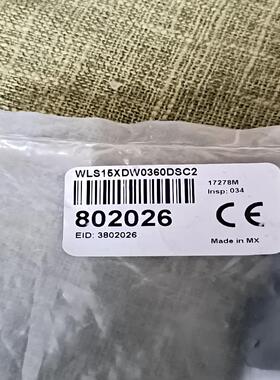 WLS15XDW0360DSC2
17278M
Insp: 034
802026
CE
EID: 3802026
Made in MX